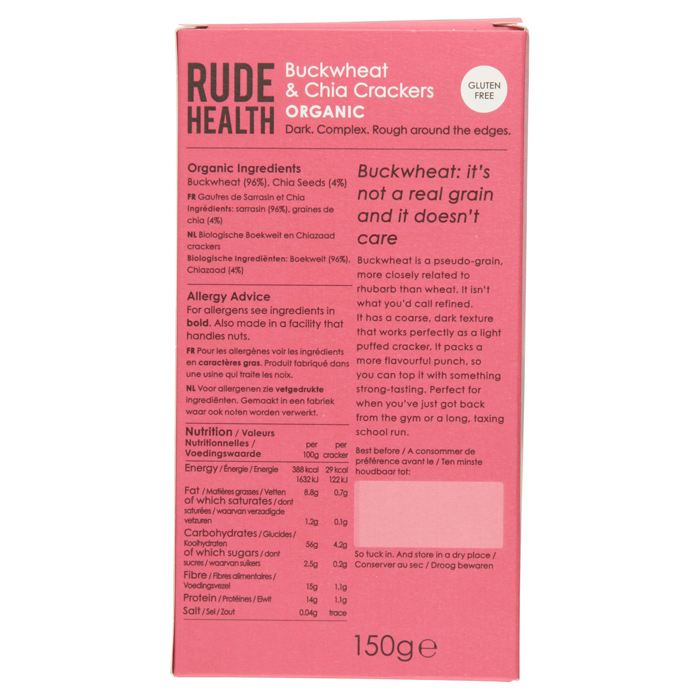 RUDE
HEALTH
Buckwheat
& Chia Crackers
ORGANIC
Dark. Complex. Rough around the edges.
GLUTEN
FREE
Organic Ingredients
Buckwheat (96%), Chia Seeds (4%)
FR Gaufres de Sarrasin et Chia
Ingrédients: sarrasin (96%), graines de
chia (4%)
NL Biologische Boekweit en Chiazaad
crackers
Biologische Ingrediënten: Boekweit (96%),
Chiazaad (4%)
Allergy Advice
For allergens see ingredients in
bold. Also made in a facility that
handles nuts.
FR Pour les allergènes voir les ingrédients
en caractères gras. Produit fabriqué dans
une usine qui traite les noix.
NL Voor allergenen zie vetgedrukte
ingrediënten. Gemaakt in een fabriek
waar ook noten worden verwerkt.
Nutrition / Valeurs
Nutritionnelles /
Voedingswaarde
per per
100g cracker
Energy / Énergie / Energie 388 kcal 29 kcal
1632 kJ 122 kJ
Fat / Matières grasses / Vetten 8.8g 0.7g
of which saturates / dont
saturées / waarvan verzadigde
vetzuren 1.2g 0.1g
Carbohydrates / Glucides /
Koolhydraten 56g 4.2g
of which sugars / dont
sucres / waarvan suikers 2.5g 0.2g
Fibre / Fibres alimentaires /
Voedingsvezel 15g 1.1g
Protein / Protéines / Eiwit 14g 1.1g
Salt / Sel / Zout 0.04g trace
Buckwheat: it's
not a real grain
and it doesn't
care
Buckwheat is a pseudo-grain,
more closely related to
rhubarb than wheat. It isn't
what you'd call refined.
It has a coarse, dark texture
that works perfectly as a light
puffed cracker. It packs a
more flavourful punch, so
you can top it with something
strong-tasting. Perfect for
when you've just got back
from the gym or a long, taxing
school run.
Best before / A consommer de
préférence avant le / Ten minste
houdbaar tot:
So tuck in. And store in a dry place /
Conserver au sec / Droog bewaren
150g e